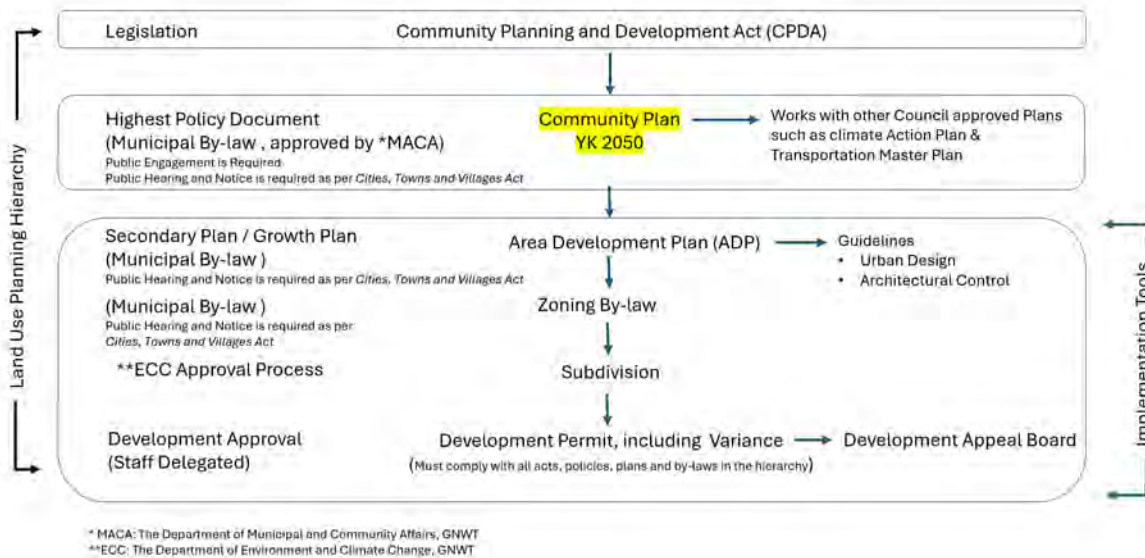 Land Use Planning Hierarchy
Legislation
Community Planning and Development Act (CPDA)
Highest Policy Document
(Municipal By-law , approved by *MACA)
Public Engagement is Required
Public Hearing and Notice is required as per Cities, Towns and Villages Act
Community Plan
YK 2050
Works with other Council approved Plans
such as climate Action Plan &
Transportation Master Plan
Secondary Plan / Growth Plan
(Municipal By-law )
Public Hearing and Notice is required as per Cities, Towns and Villages Act
Area Development Plan (ADP)
Guidelines
• Urban Design
• Architectural Control
(Municipal By-law )
Public Hearing and Notice is required as per
Cities, Towns and Villages Act
Zoning By-law
**ECC Approval Process
Subdivision
Development Approval
(Staff Delegated)
Development Permit, including Variance
(Must comply with all acts, policies, plans and by-laws in the hierarchy)
Development Appeal Board
Implementation Tools
* MACA: The Department of Municipal and Community Affairs, GNWT
**ECC: The Department of Environment and Climate Change, GNWT